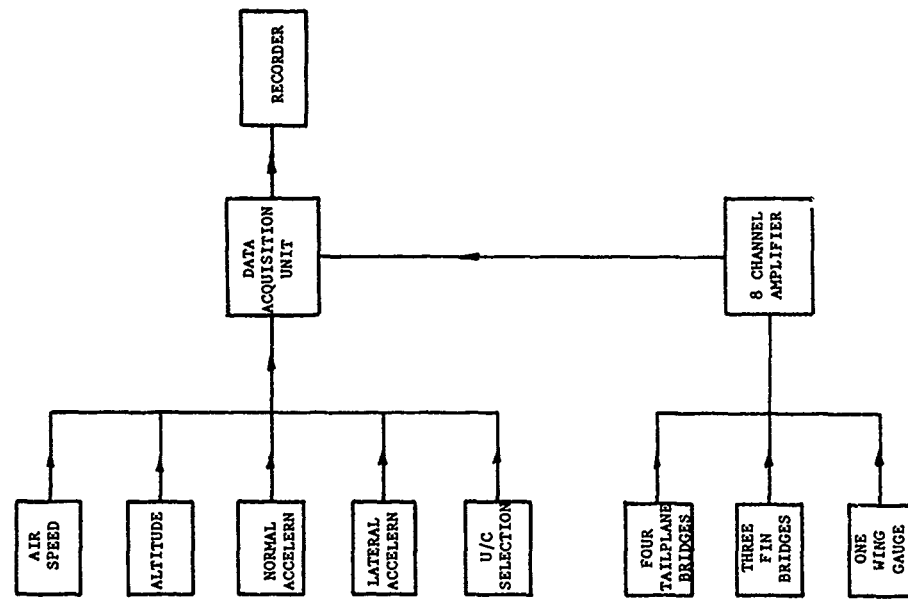 RECORDER
DATA
ACQUISITION
UNIT
8 CHANNEL
AMPLIFIER
AIR
SPEED
ALTITUDE
NORMAL
ACCELERN
LATERAL
ACCELERN
U/C
SELECTION
FOUR
TAILPLANE
BRIDGES
THREE
FIN
BRIDGES
ONE
WING
GAUGE